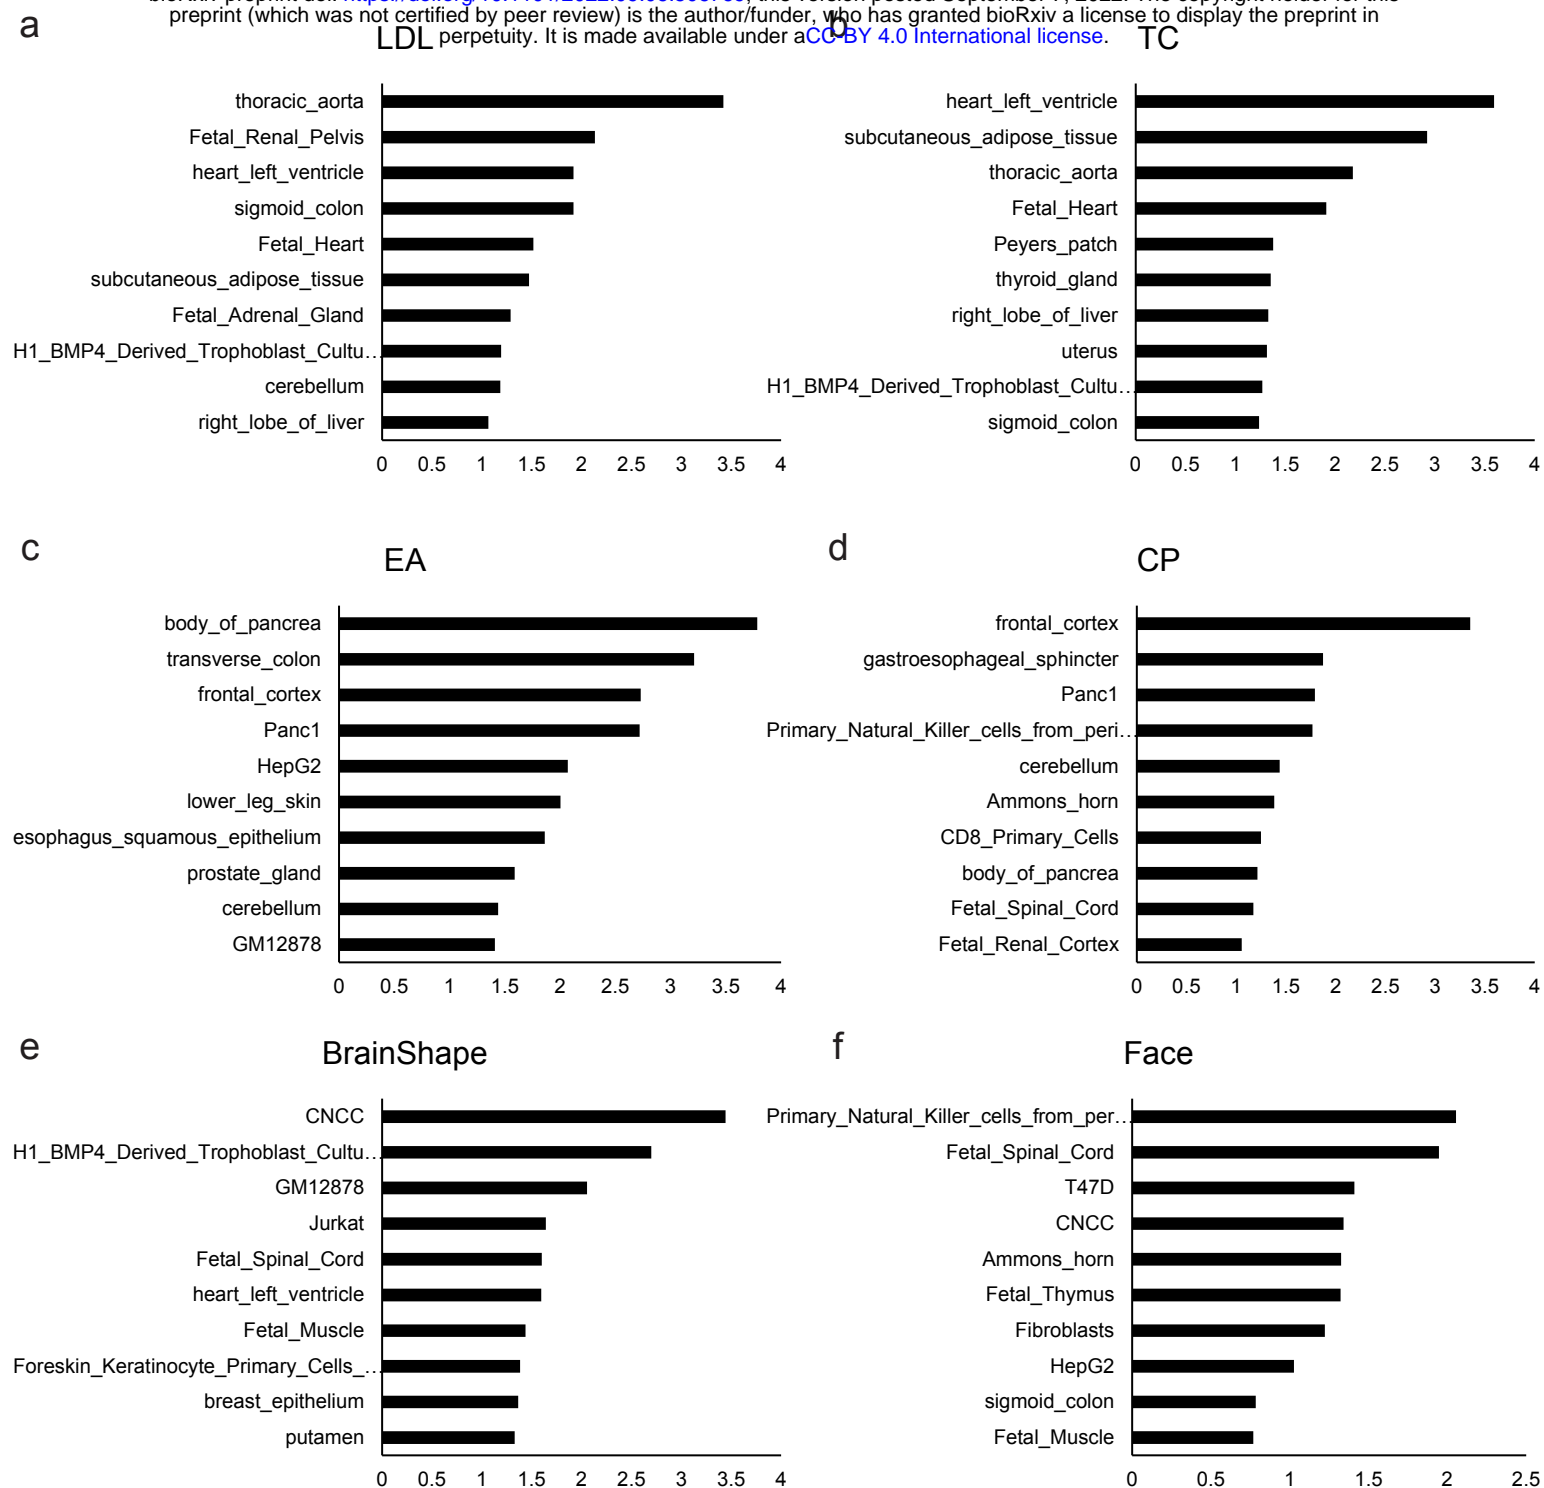 preprint (which was not certified by peer review) is the author/funder, who has granted bioRxiv a license to display the preprint in
perpetuity. It is made available under aCC-BY 4.0 International license.
a
LDL
thoracic_aorta
Fetal_Renal_Pelvis
heart_left_ventricle
sigmoid_colon
Fetal_Heart
subcutaneous_adipose_tissue
Fetal_Adrenal_Gland
H1_BMP4_Derived_Trophoblast_Cultu…
cerebellum
right_lobe_of_liver
0 0.5 1 1.5 2 2.5 3 3.5 4
b
TC
heart_left_ventricle
subcutaneous_adipose_tissue
thoracic_aorta
Fetal_Heart
Peyers_patch
thyroid_gland
right_lobe_of_liver
uterus
H1_BMP4_Derived_Trophoblast_Cultu…
sigmoid_colon
0 0.5 1 1.5 2 2.5 3 3.5 4
c
EA
body_of_pancrea
transverse_colon
frontal_cortex
Panc1
HepG2
lower_leg_skin
esophagus_squamous_epithelium
prostate_gland
cerebellum
GM12878
0 0.5 1 1.5 2 2.5 3 3.5 4
d
CP
frontal_cortex
gastroesophageal_sphincter
Panc1
Primary_Natural_Killer_cells_from_peri…
cerebellum
Ammons_horn
CD8_Primary_Cells
body_of_pancrea
Fetal_Spinal_Cord
Fetal_Renal_Cortex
0 0.5 1 1.5 2 2.5 3 3.5 4
e
BrainShape
CNCC
H1_BMP4_Derived_Trophoblast_Cultu…
GM12878
Jurkat
Fetal_Spinal_Cord
heart_left_ventricle
Fetal_Muscle
Foreskin_Keratinocyte_Primary_Cells_…
breast_epithelium
putamen
0 0.5 1 1.5 2 2.5 3 3.5 4
f
Face
Primary_Natural_Killer_cells_from_per…
Fetal_Spinal_Cord
T47D
CNCC
Ammons_horn
Fetal_Thymus
Fibroblasts
HepG2
sigmoid_colon
Fetal_Muscle
0 0.5 1 1.5 2 2.5